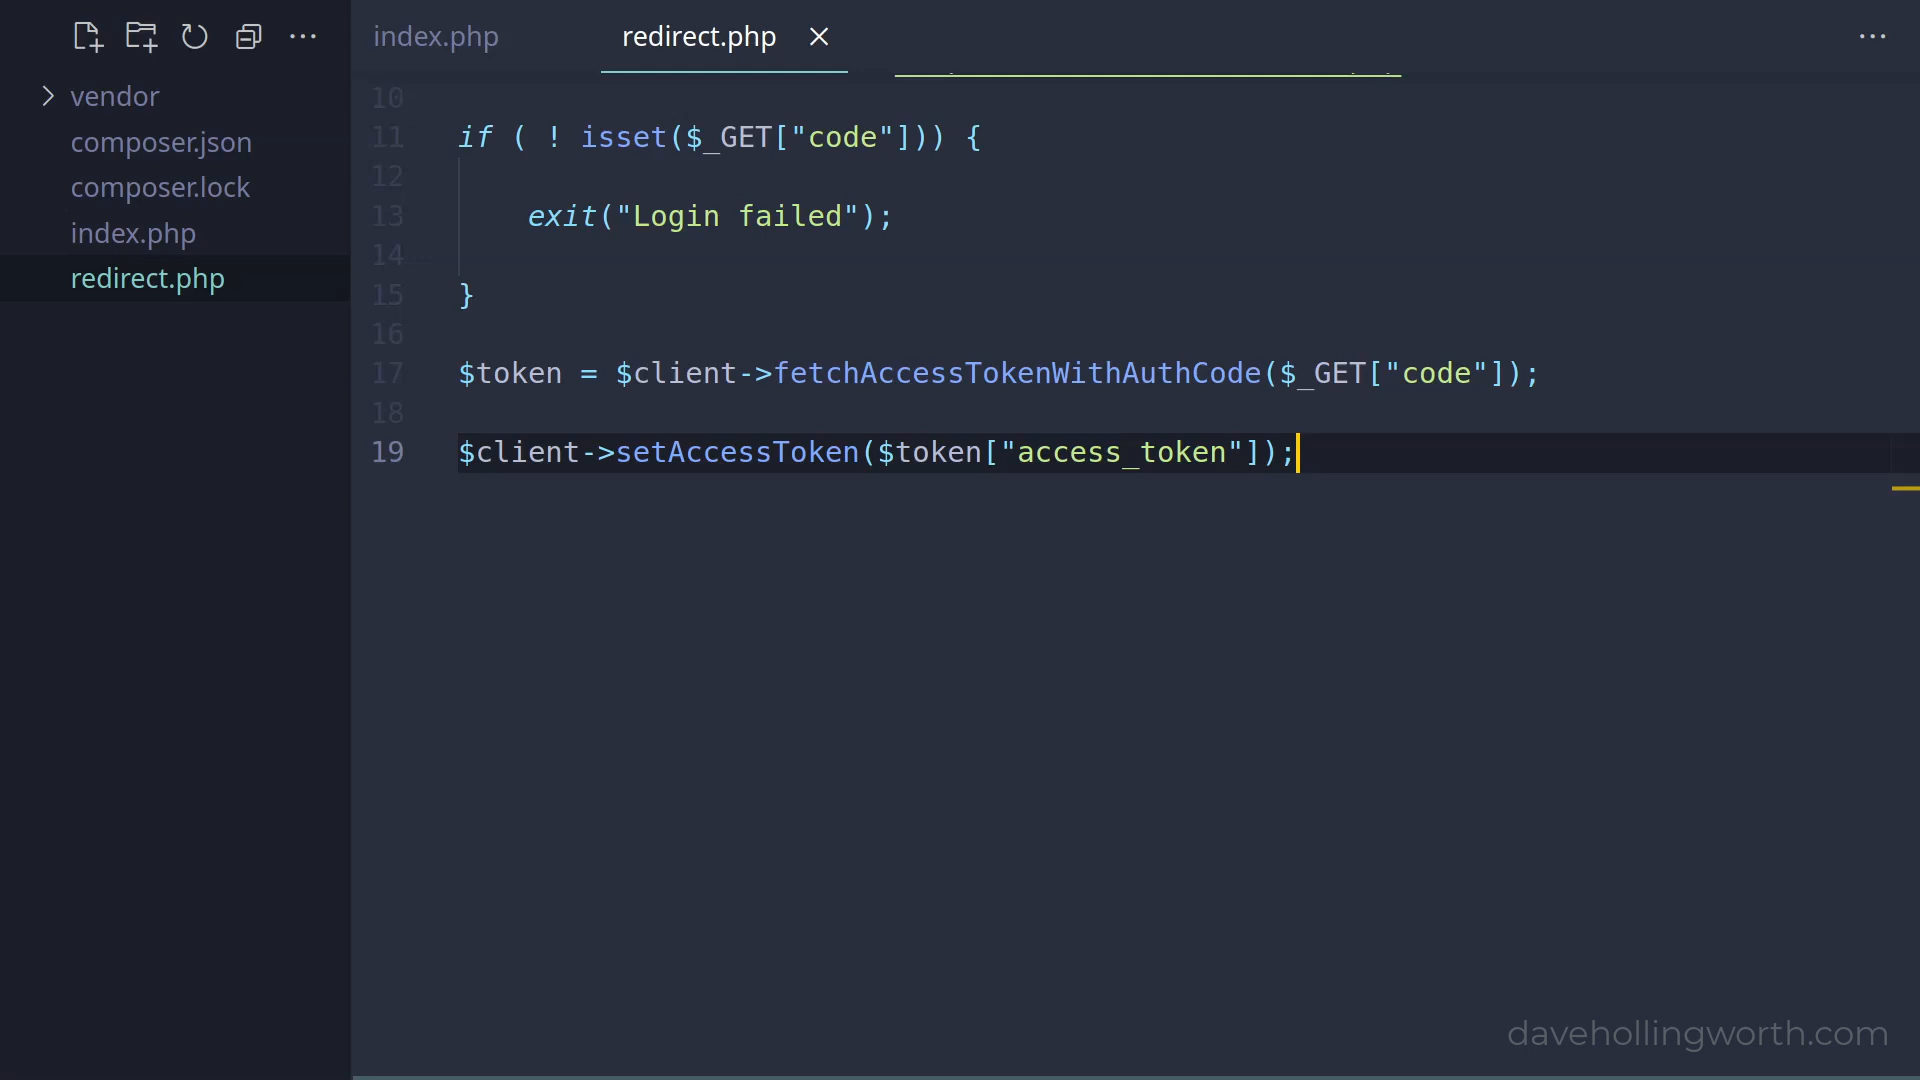 index.php
redirect.php
vendor
composer.json
composer.lock
index.php
redirect.php
10
11 if ( ! isset($_GET["code"])) {
12
13 exit("Login failed");
14
15 }
16
17 $token = $client->fetchAccessTokenWithAuthCode($_GET["code"]);
18
19 $client->setAccessToken($token["access_token"]);
davehollingworth.com